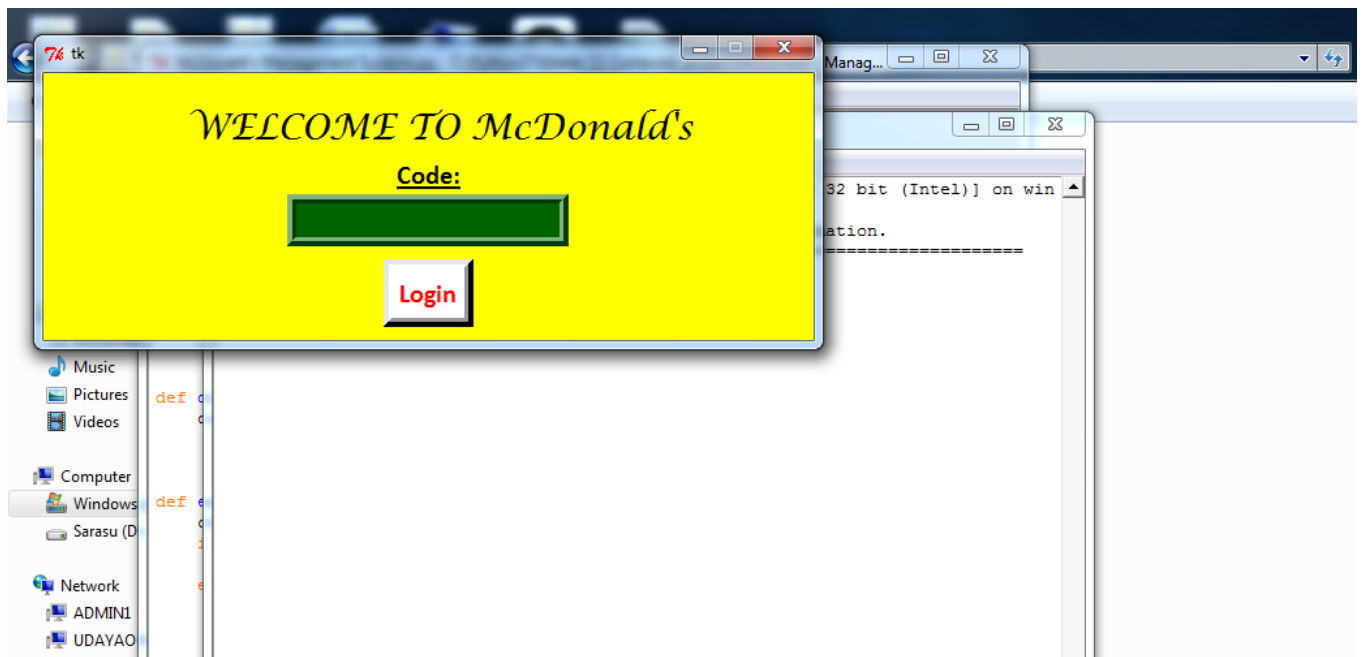 tk
WELCOME TO McDonald's
Code:
Login
Manag...
32 bit (Intel)] on win
ation.
===================
Music
Pictures
Videos
Computer
Windows
Sarasu (D
Network
ADMIN1
UDAYAO
def
def